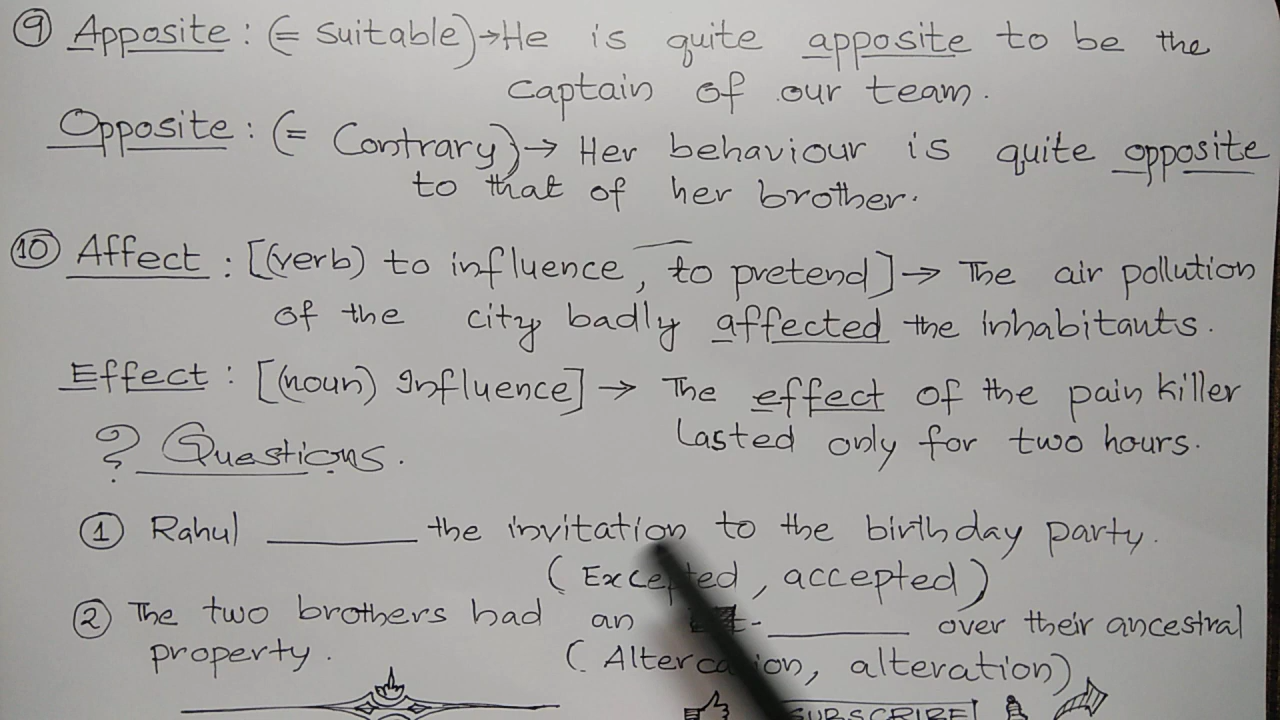 ⑨ Apposite : (= Suitable)→He is quite apposite to be the
captain of our team.
Opposite : (= Contrary)→ Her behaviour is quite opposite
to that of her brother.
⑩ Affect : [(verb) to influence, to pretend]→ The air pollution
of the city badly affected the inhabitants.
Effect : [(noun) Influence] → The effect of the pain killer
lasted only for two hours.
? Questions.
① Rahul ________ the invitation to the birthday party.
(Excepted, accepted)
② The two brothers had an ________ over their ancestral
property. (Altercation, alteration)
SUBSCRIBE!